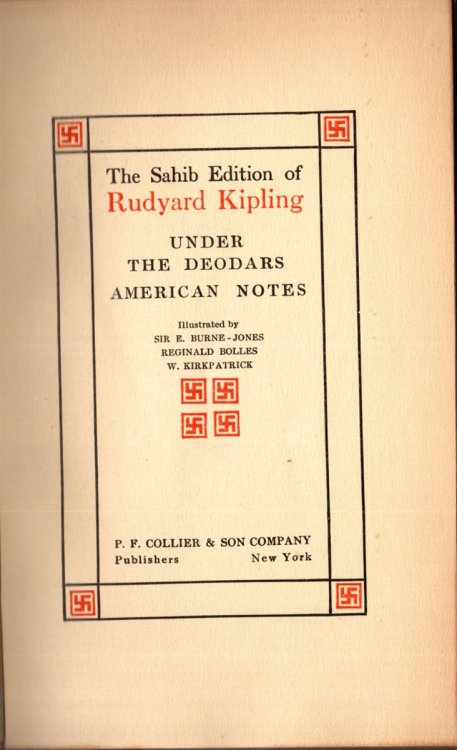 The Sahib Edition of
Rudyard Kipling
UNDER
THE DEODARS
AMERICAN NOTES
Illustrated by
SIR E. BURNE-JONES
REGINALD BOLLES
W. KIRKPATRICK
P. F. COLLIER & SON COMPANY
Publishers New York